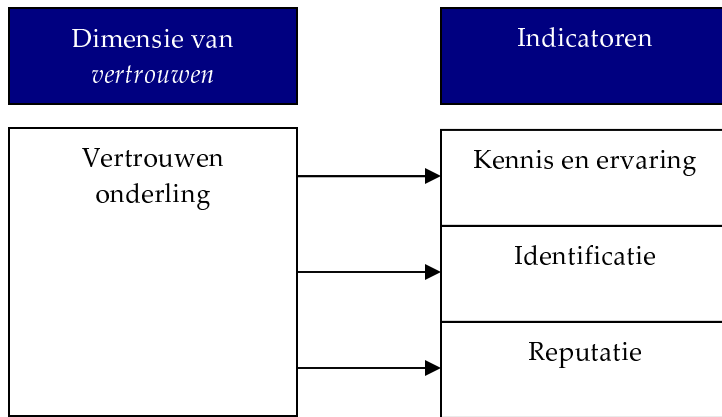 Dimensie van
vertrouwen
Indicatoren
Vertrouwen
onderling
Kennis en ervaring
Identificatie
Reputatie